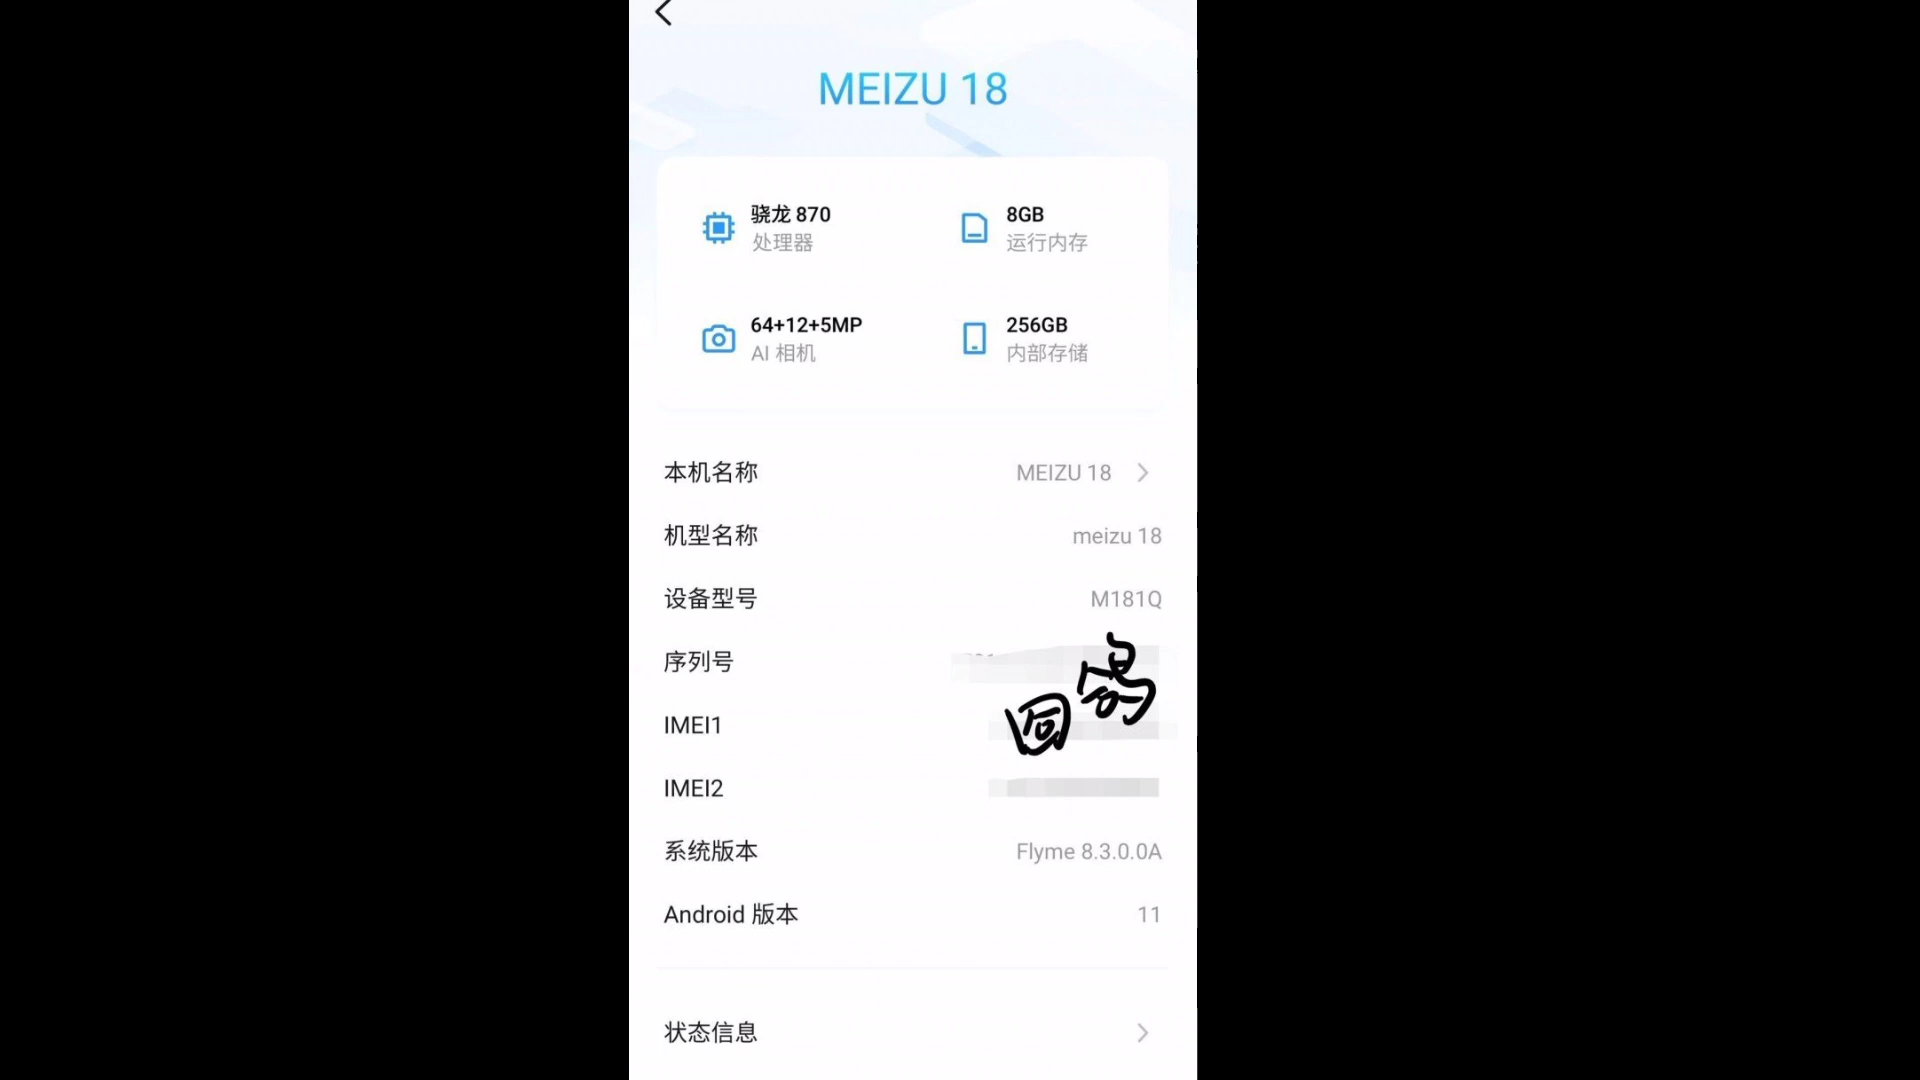 MEIZU 18
骁龙 870
处理器
8GB
运行内存
64+12+5MP
AI 相机
256GB
内部存储
本机名称 MEIZU 18
机型名称 meizu 18
设备型号 M181Q
序列号
IMEI1
IMEI2
系统版本 Flyme 8.3.0.0A
Android 版本 11
状态信息